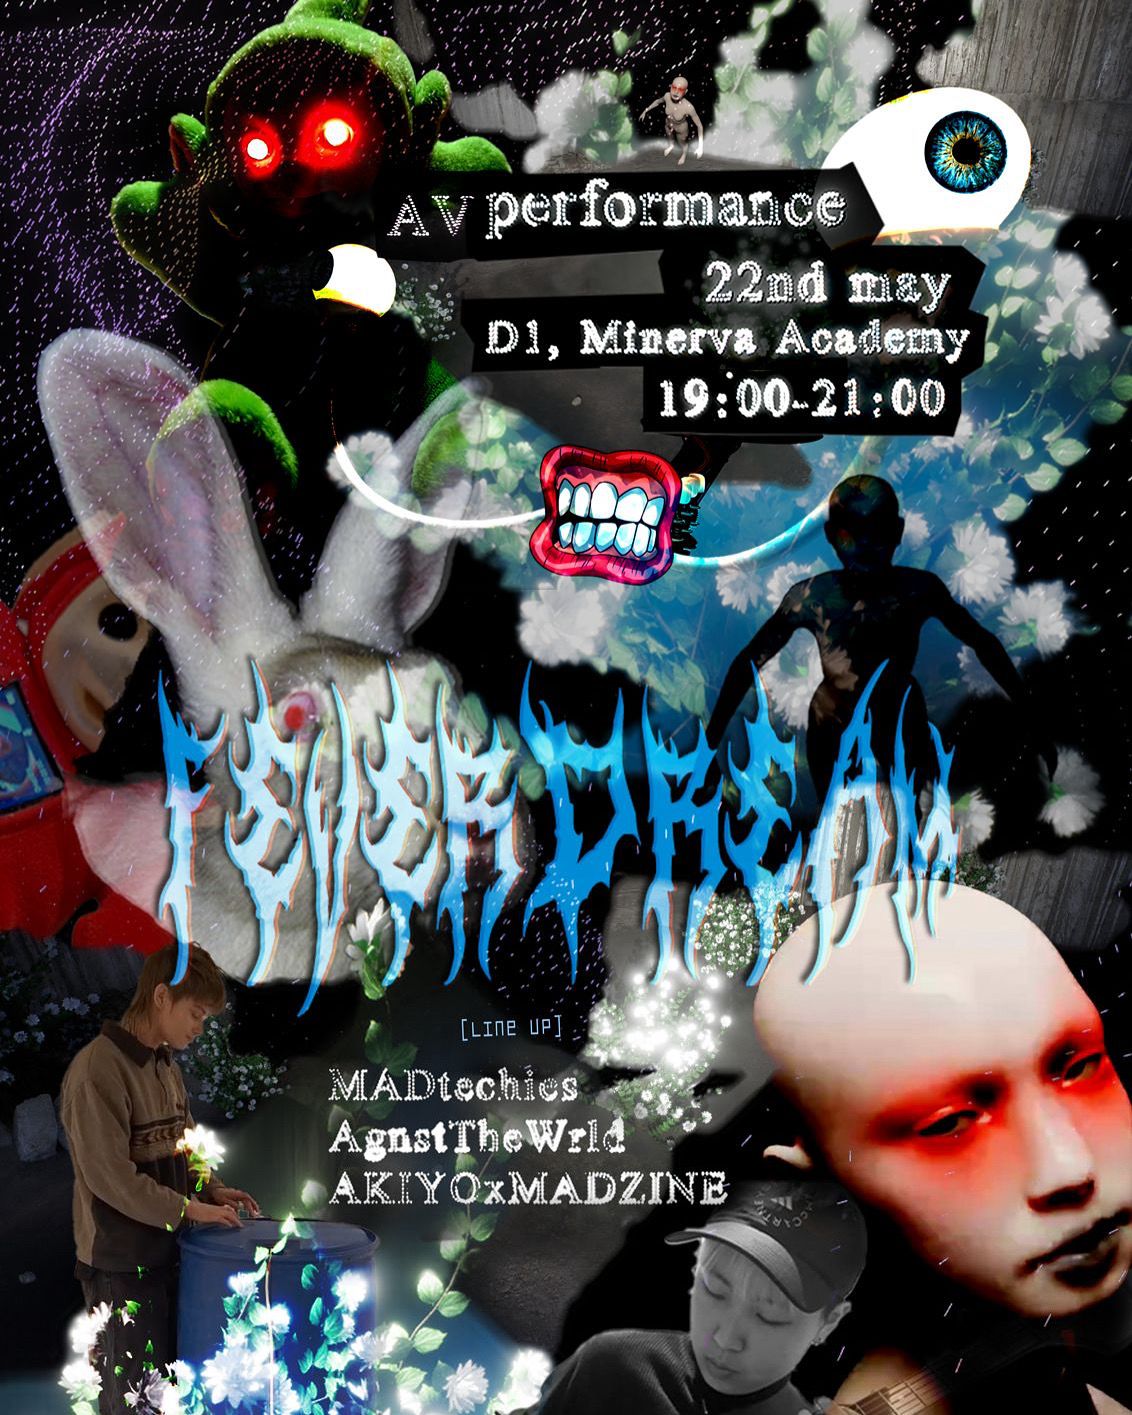 AV performance
22nd may
D1, Minerva Academy
19:00-21:00
FEVER DREAM
[LINE UP]
MADtechies
AgnstTheWrld
AKIYOxMADZINE